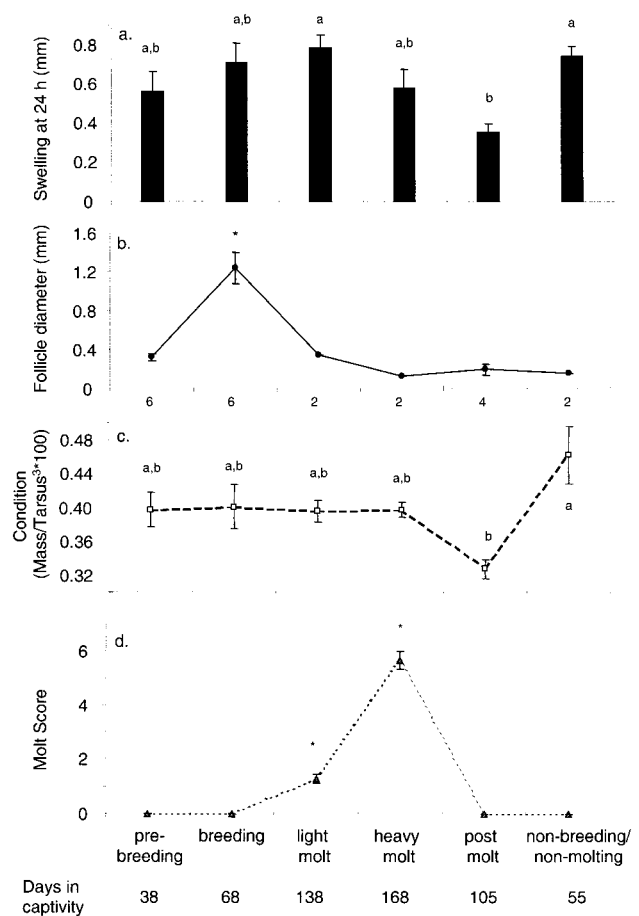 a.
Swelling at 24 h (mm)
0.8
0.6
0.4
0.2
0
a,b
a,b
a
a,b
b
a
b.
Follicle diameter (mm)
1.6
1.2
0.8
0.4
0
*
6 6 2 2 4 2
c.
Condition
(Mass/Tarsus³*100)
0.48
0.44
0.40
0.36
0.32
a,b
a,b
a,b
a,b
b
a
d.
Molt Score
6
4
2
0
*
*
pre-breeding
breeding
light molt
heavy molt
post molt
non-breeding/non-molting
Days in captivity
38 68 138 168 105 55